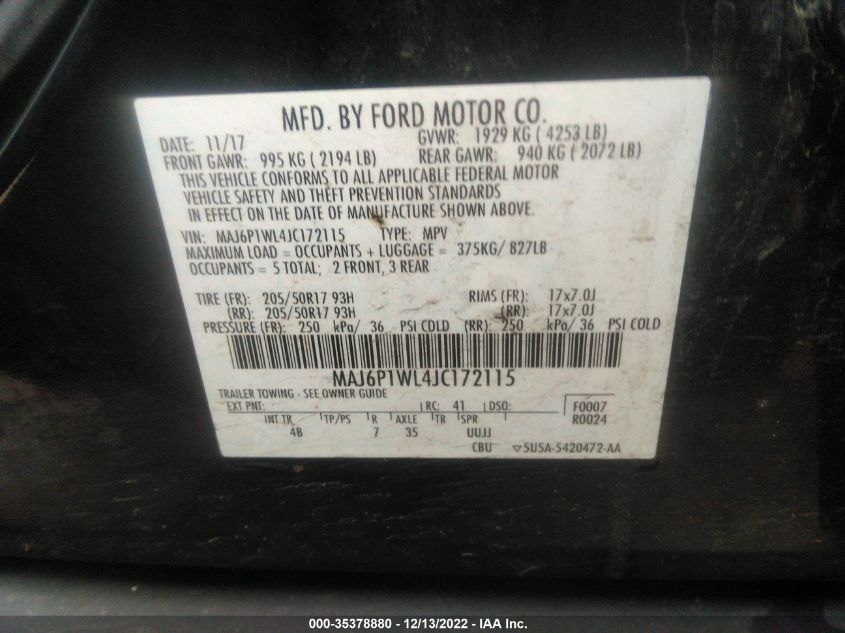 MFD. BY FORD MOTOR CO.
DATE: 11/17 GVWR: 1929 KG ( 4253 LB)
FRONT GAWR: 995 KG ( 2194 LB) REAR GAWR: 940 KG ( 2072 LB)
THIS VEHICLE CONFORMS TO ALL APPLICABLE FEDERAL MOTOR
VEHICLE SAFETY AND THEFT PREVENTION STANDARDS
IN EFFECT ON THE DATE OF MANUFACTURE SHOWN ABOVE.
VIN: MAJ6P1WL4JC172115 TYPE: MPV
MAXIMUM LOAD = OCCUPANTS + LUGGAGE = 375KG/ 827LB
OCCUPANTS = 5 TOTAL; 2 FRONT, 3 REAR
TIRE (FR): 205/50R17 93H RIMS (FR): 17x7.0J
(RR): 205/50R17 93H (RR): 17x7.0J
PRESSURE (FR): 250 kPa/ 36 PSI COLD (RR): 250 kPa/ 36 PSI COLD
MAJ6P1WL4JC172115
TRAILER TOWING - SEE OWNER GUIDE
EXT PNT: RC: 41 DSO: F0007
INT TR TP/PS R AXLE TR SPR R0024
4B 7 35 UUJJ
CBU ▽5U5A-5420472-AA
000-35378880 - 12/13/2022 - IAA Inc.